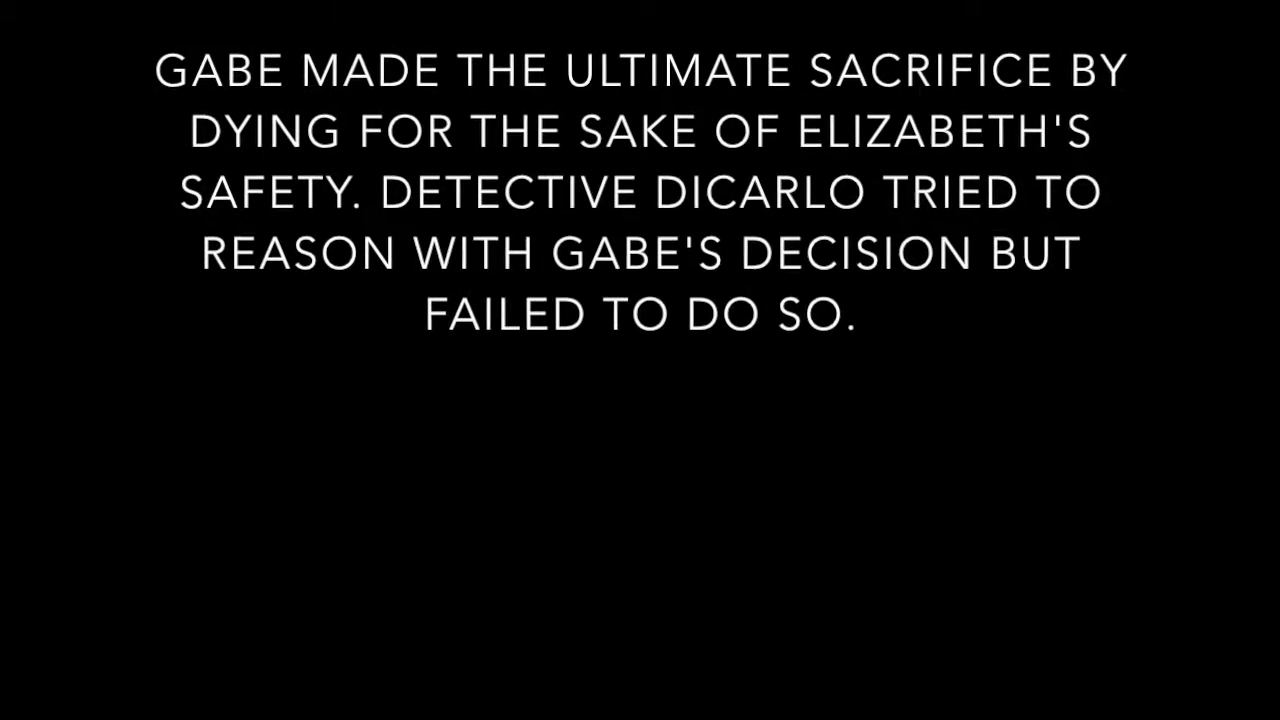 GABE MADE THE ULTIMATE SACRIFICE BY
DYING FOR THE SAKE OF ELIZABETH'S
SAFETY. DETECTIVE DICARLO TRIED TO
REASON WITH GABE'S DECISION BUT
FAILED TO DO SO.